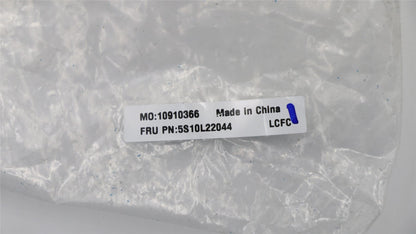 MO:10910366 Made in China
FRU PN:5S10L22044 LCFC